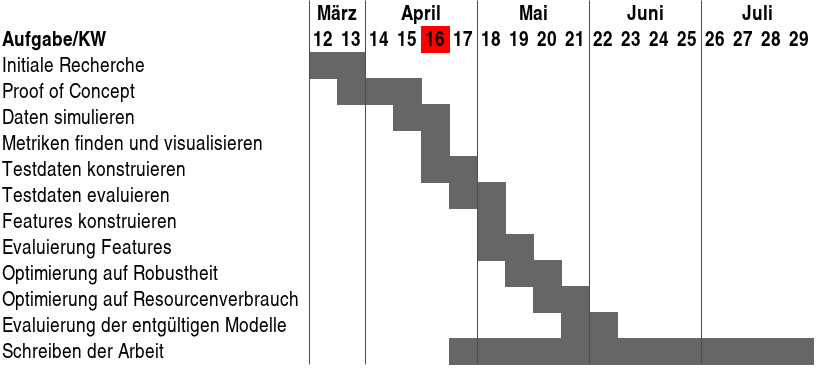 März April Mai Juni Juli
Aufgabe/KW 12 13 14 15 16 17 18 19 20 21 22 23 24 25 26 27 28 29
Initiale Recherche
Proof of Concept
Daten simulieren
Metriken finden und visualisieren
Testdaten konstruieren
Testdaten evaluieren
Features konstruieren
Evaluierung Features
Optimierung auf Robustheit
Optimierung auf Resourcenverbrauch
Evaluierung der entgültigen Modelle
Schreiben der Arbeit